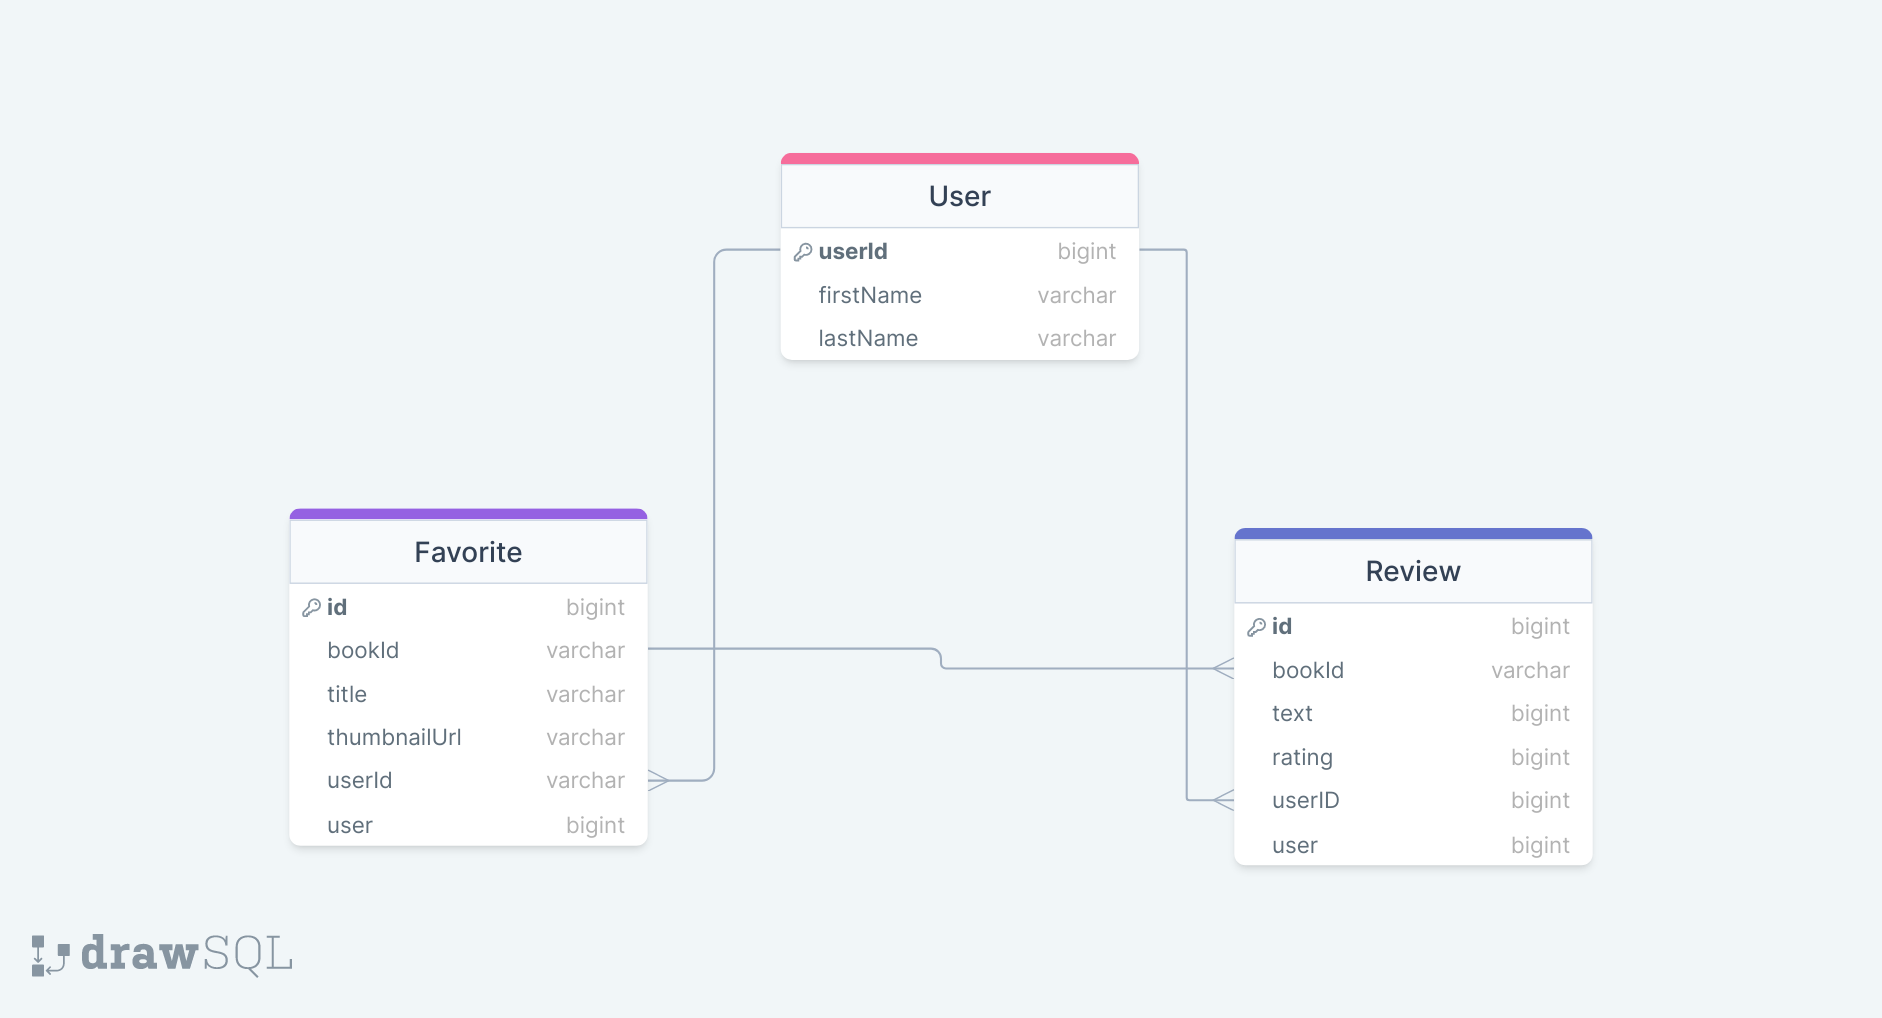 User
userId bigint
firstName varchar
lastName varchar
Favorite
id bigint
bookId varchar
title varchar
thumbnailUrl varchar
userId varchar
user bigint
Review
id bigint
bookId varchar
text bigint
rating bigint
userID bigint
user bigint
drawSQL